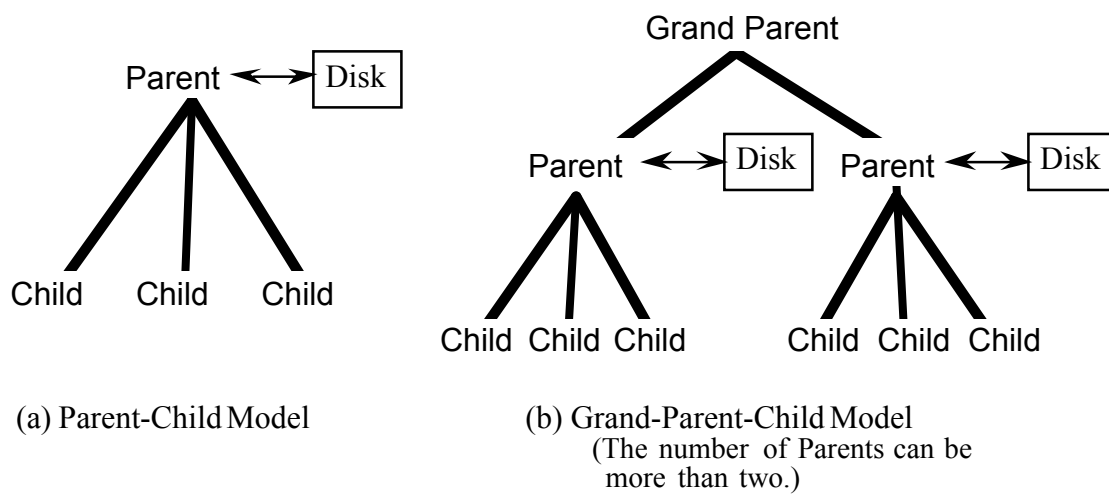 Grand Parent
Parent Disk
Parent Disk Parent Disk
Child Child Child
Child Child Child Child Child Child
(a) Parent-Child Model
(b) Grand-Parent-Child Model
(The number of Parents can be
more than two.)